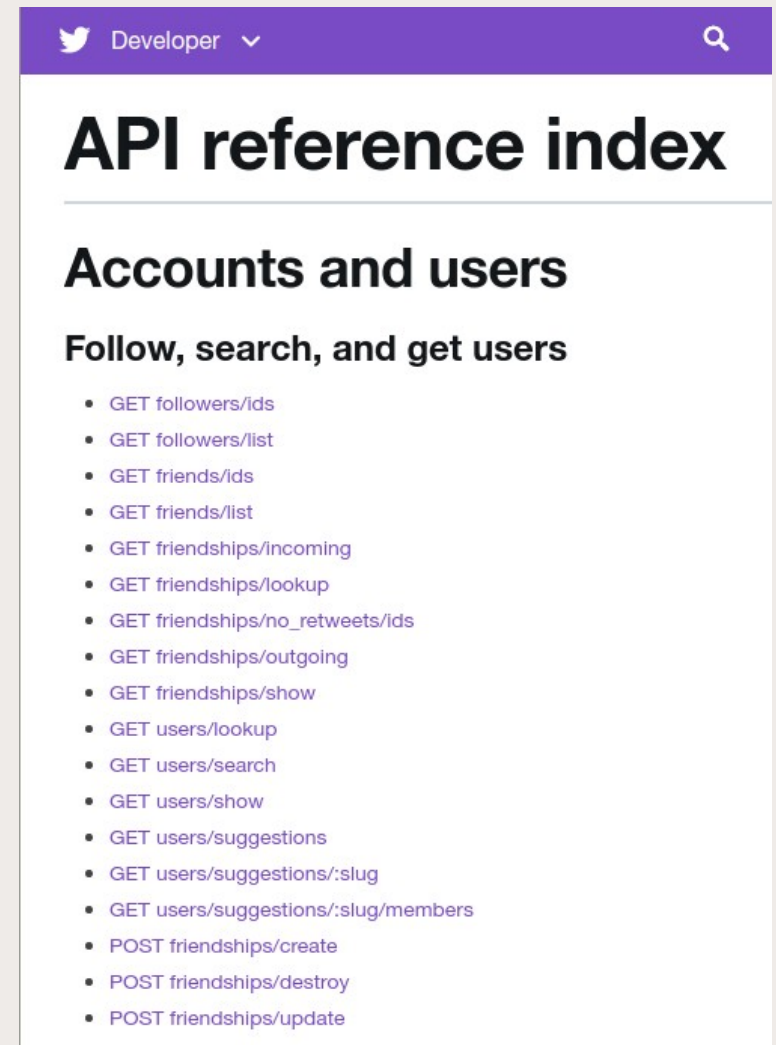 Developer
API reference index
Accounts and users
Follow, search, and get users
GET followers/ids
GET followers/list
GET friends/ids
GET friends/list
GET friendships/incoming
GET friendships/lookup
GET friendships/no_retweets/ids
GET friendships/outgoing
GET friendships/show
GET users/lookup
GET users/search
GET users/show
GET users/suggestions
GET users/suggestions/:slug
GET users/suggestions/:slug/members
POST friendships/create
POST friendships/destroy
POST friendships/update